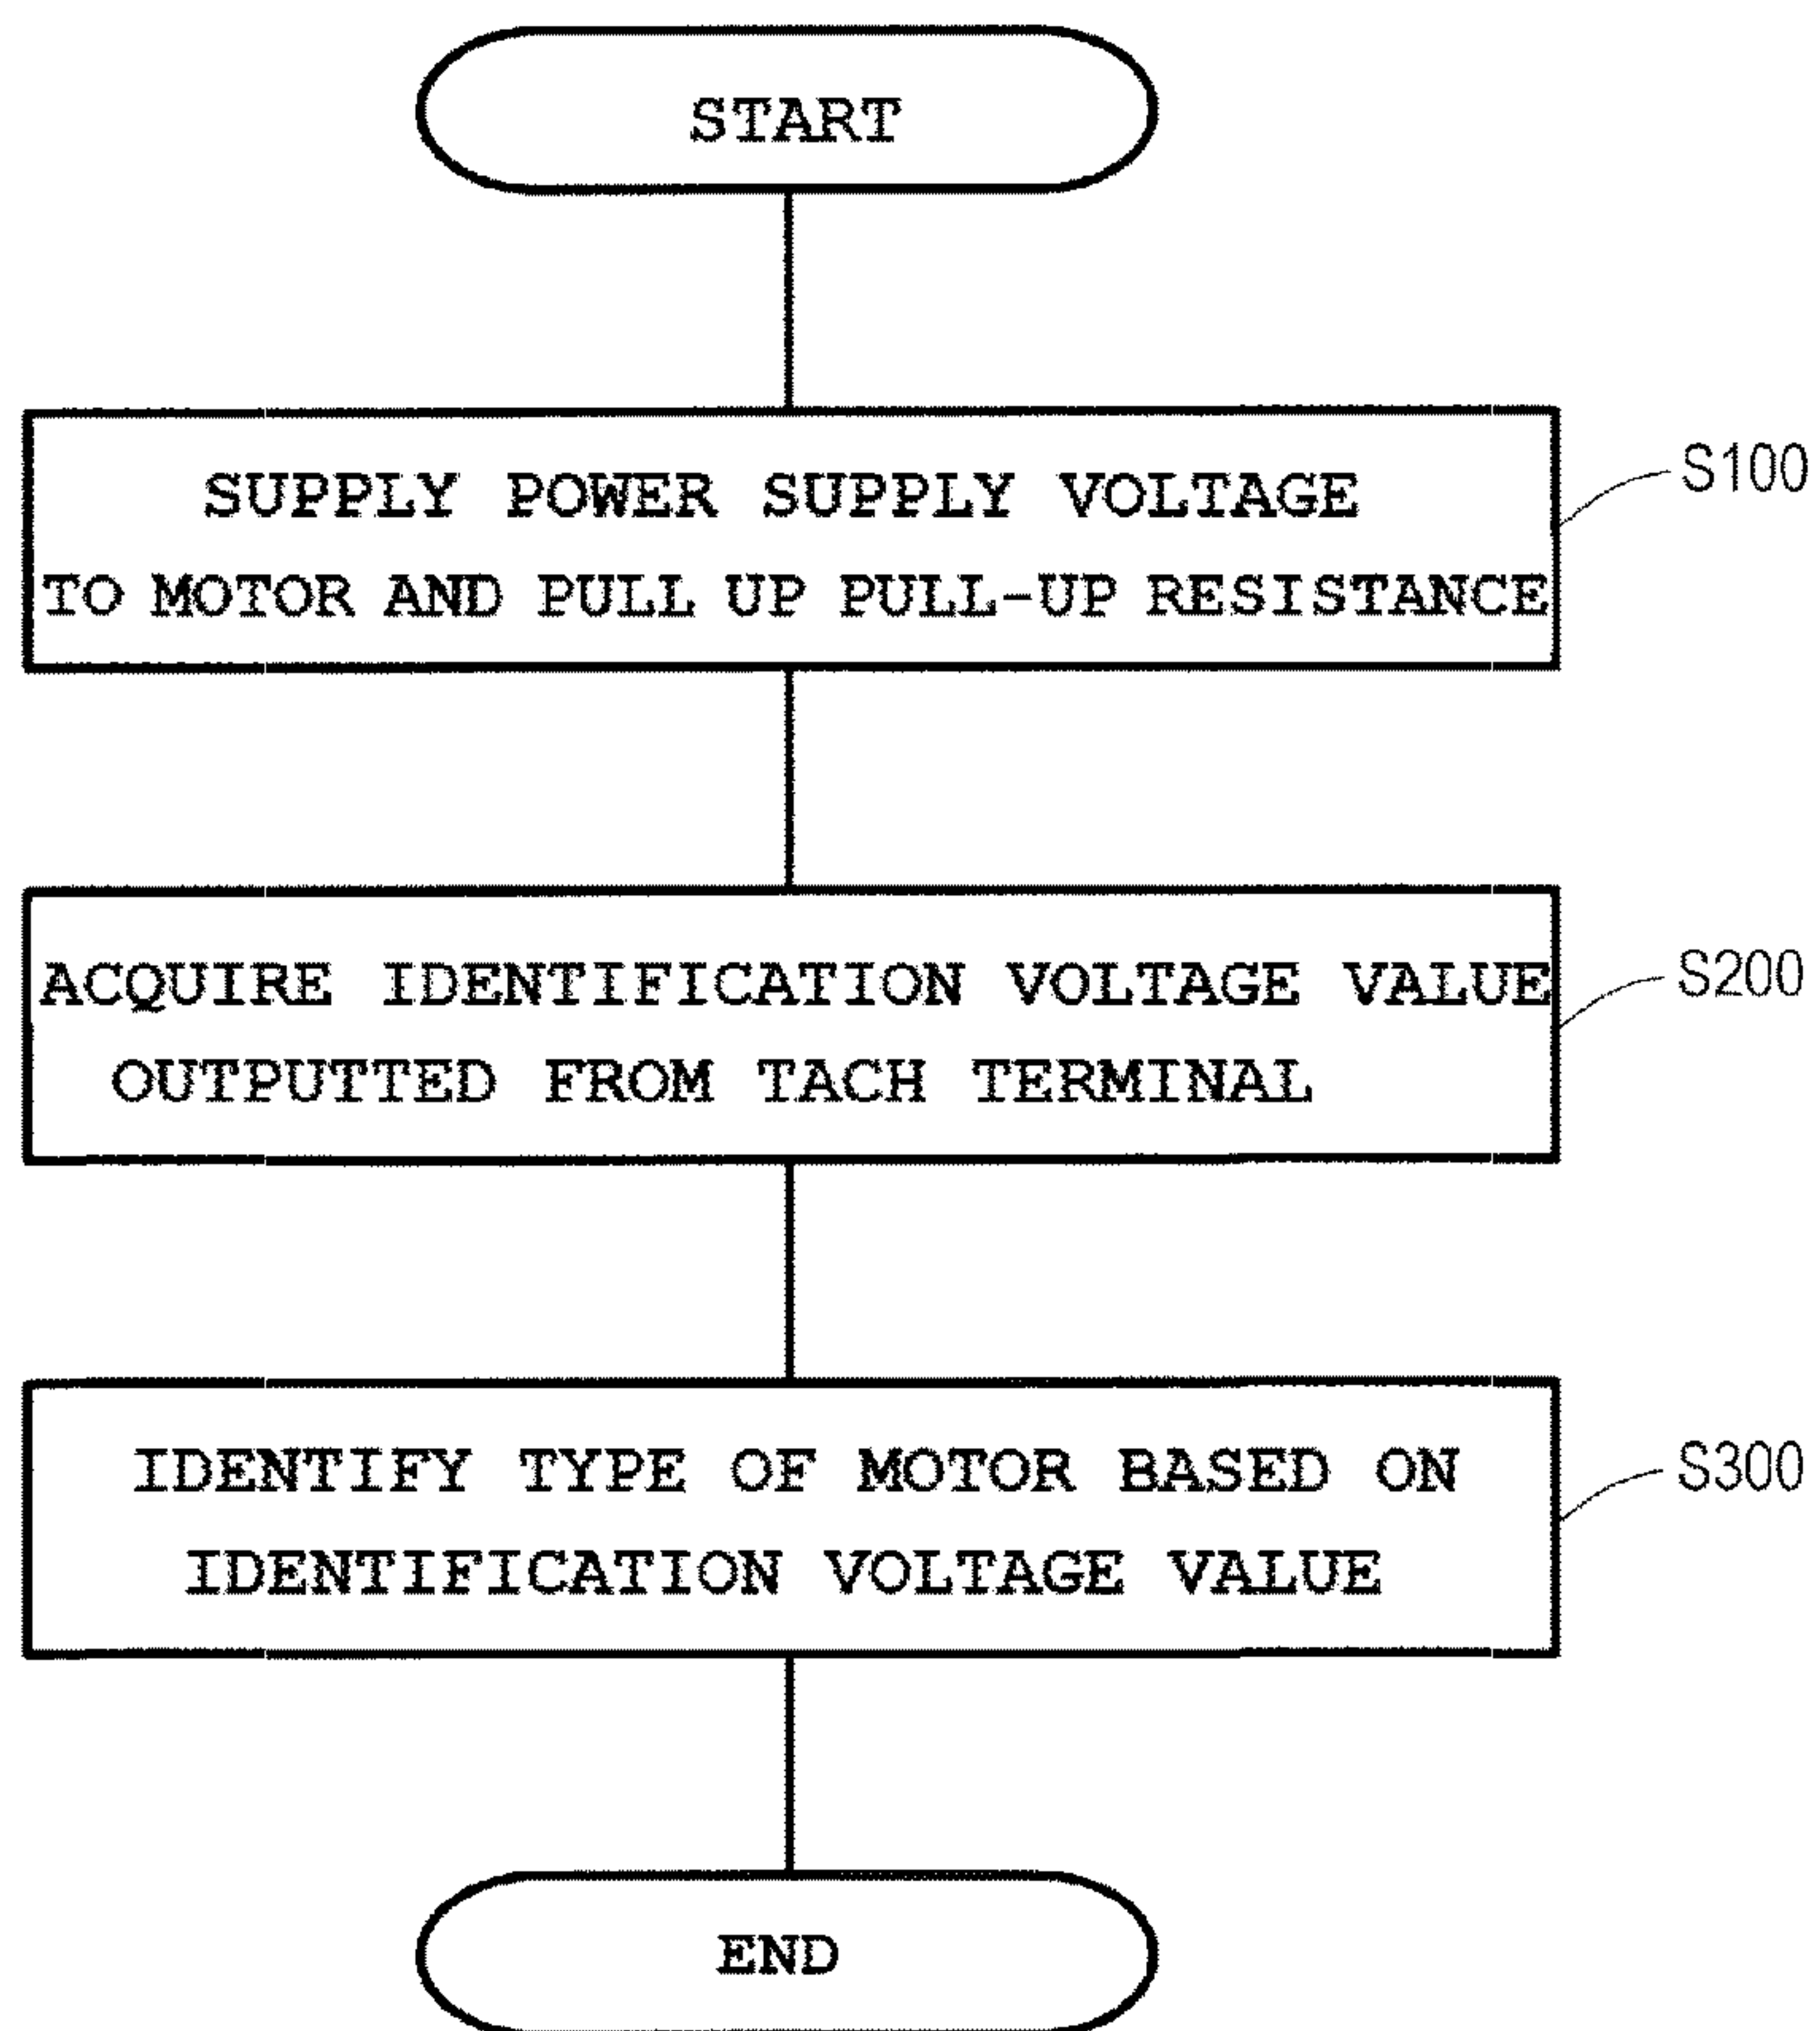 START
SUPPLY POWER SUPPLY VOLTAGE
TO MOTOR AND PULL UP PULL-UP RESISTANCE
S100
ACQUIRE IDENTIFICATION VOLTAGE VALUE
OUTPUTTED FROM TACH TERMINAL
S200
IDENTIFY TYPE OF MOTOR BASED ON
IDENTIFICATION VOLTAGE VALUE
S300
END